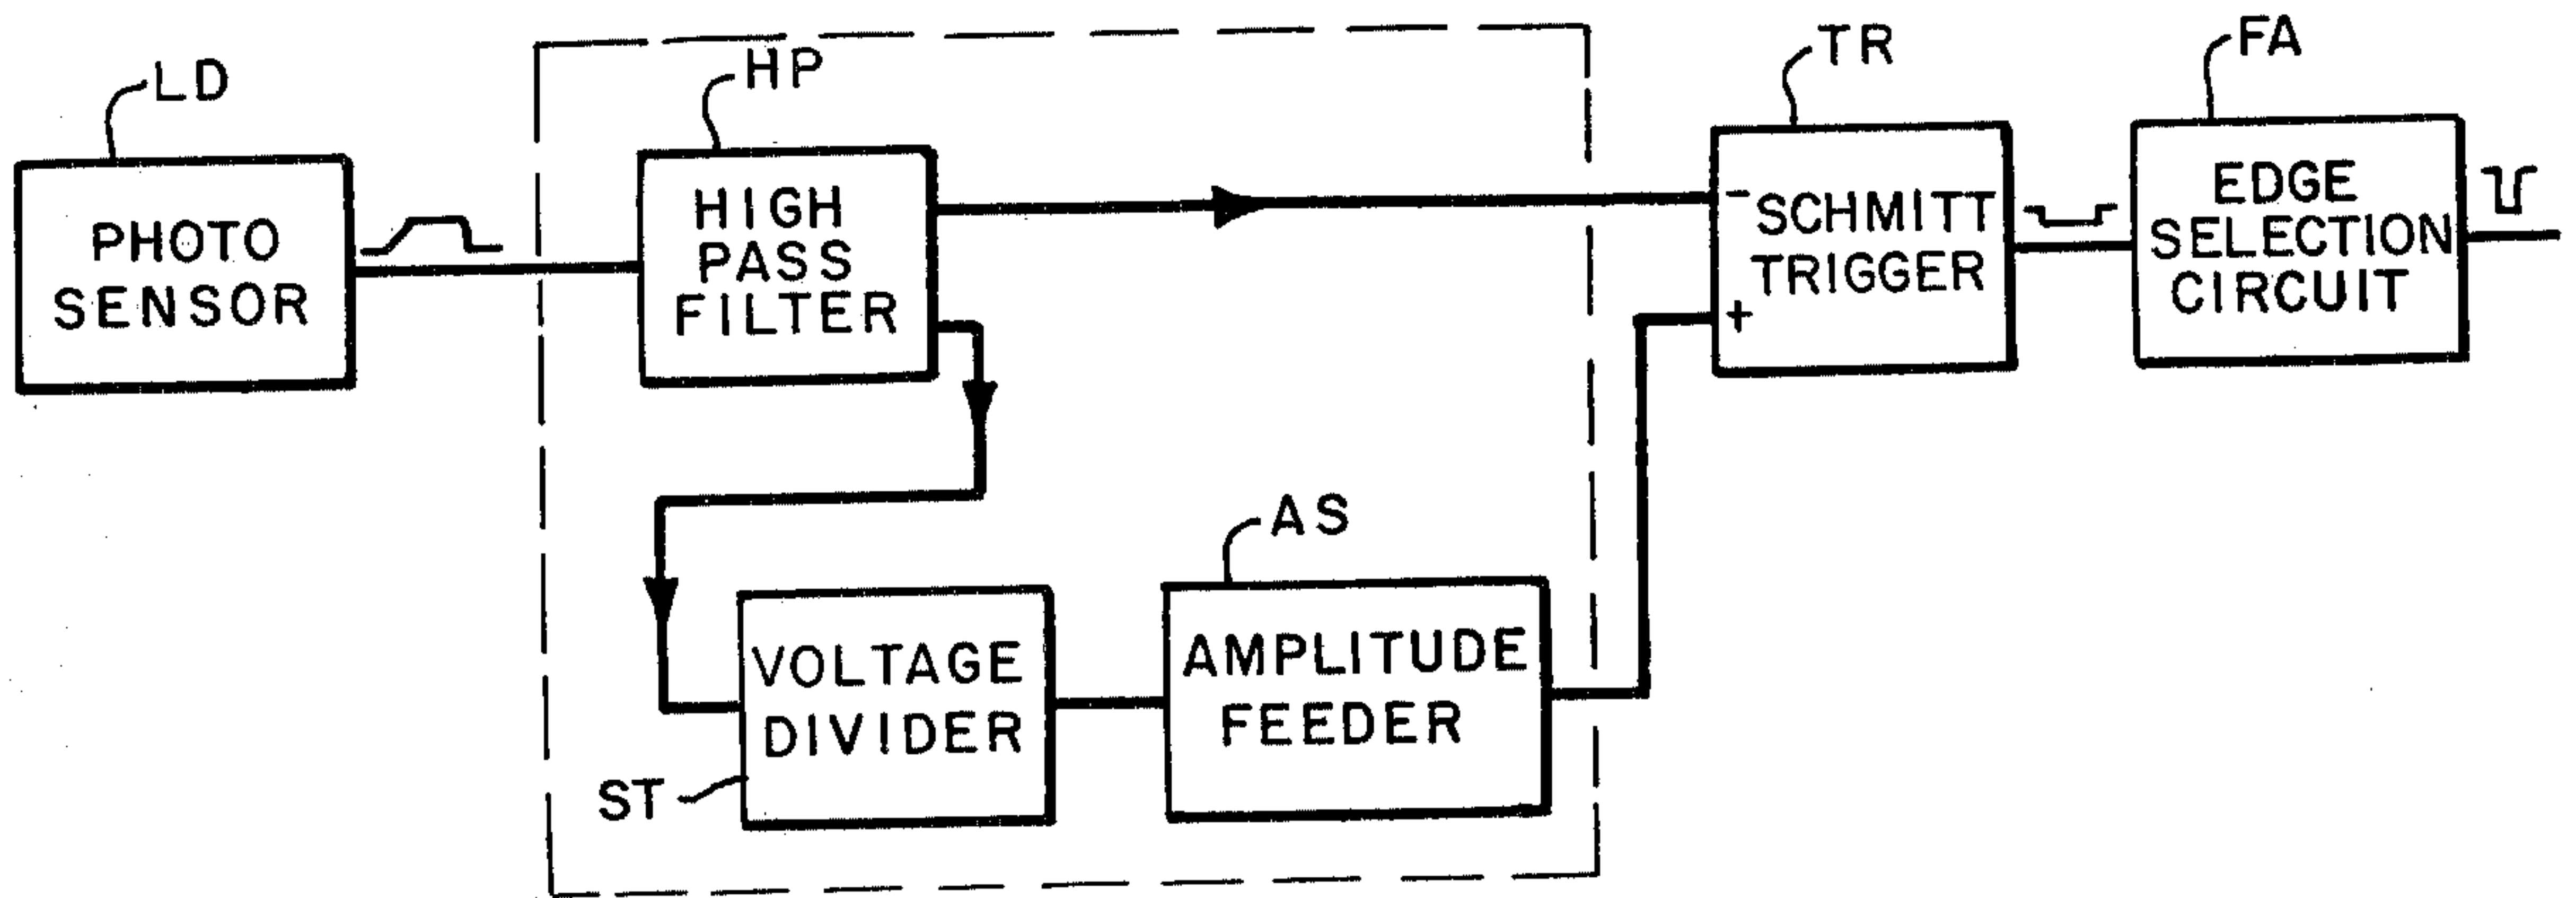 LD
PHOTO
SENSOR
HP
HIGH
PASS
FILTER
TR
-
SCHMITT
TRIGGER
+
FA
EDGE
SELECTION
CIRCUIT
ST
VOLTAGE
DIVIDER
AS
AMPLITUDE
FEEDER